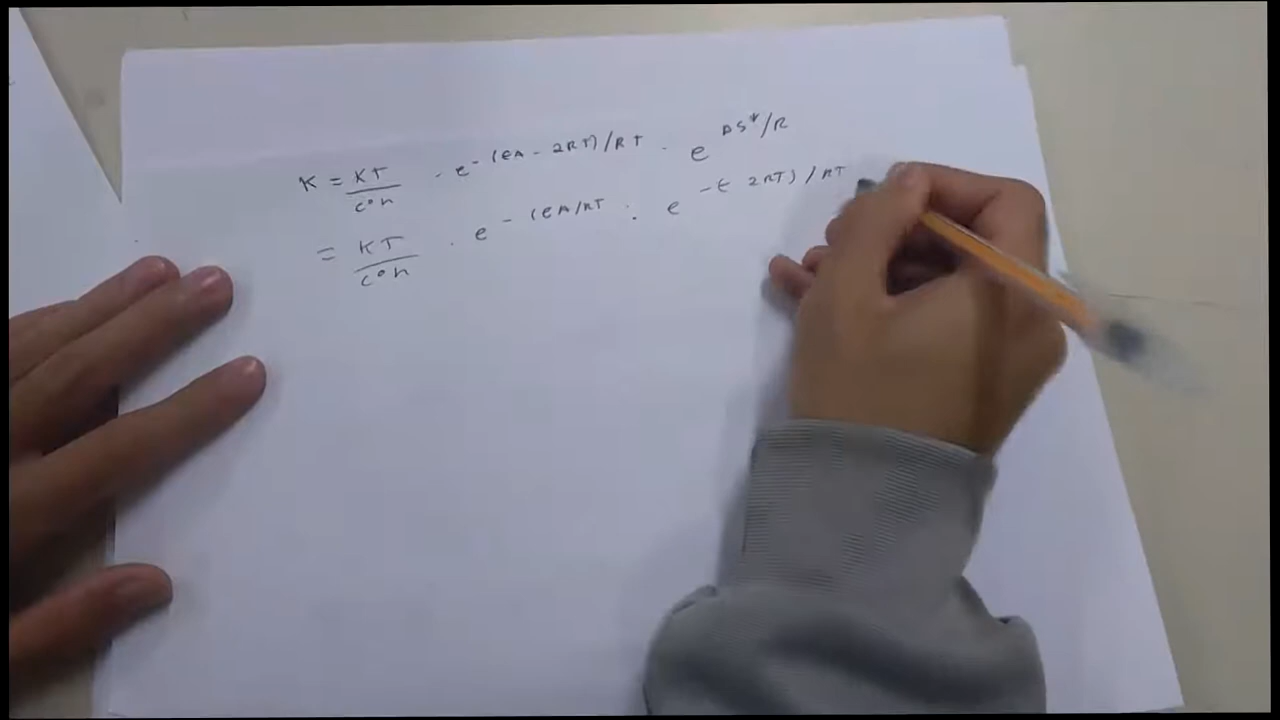 K = KT/C°h · e^-(EA - 2RT)/RT · e^ΔS*/R
= KT/C°h · e^-(EA/RT · e^-(- 2RT)/RT